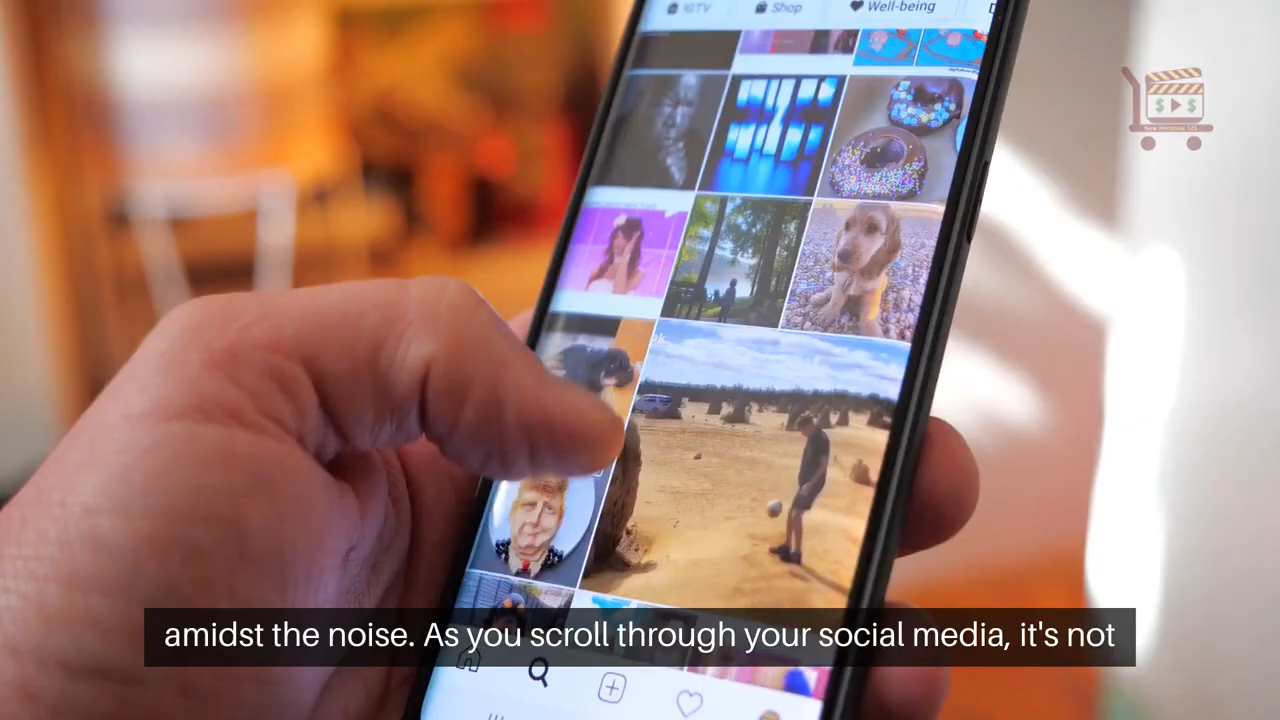 IGTV
Shop
Well-being
$ $
amidst the noise. As you scroll through your social media, it's not